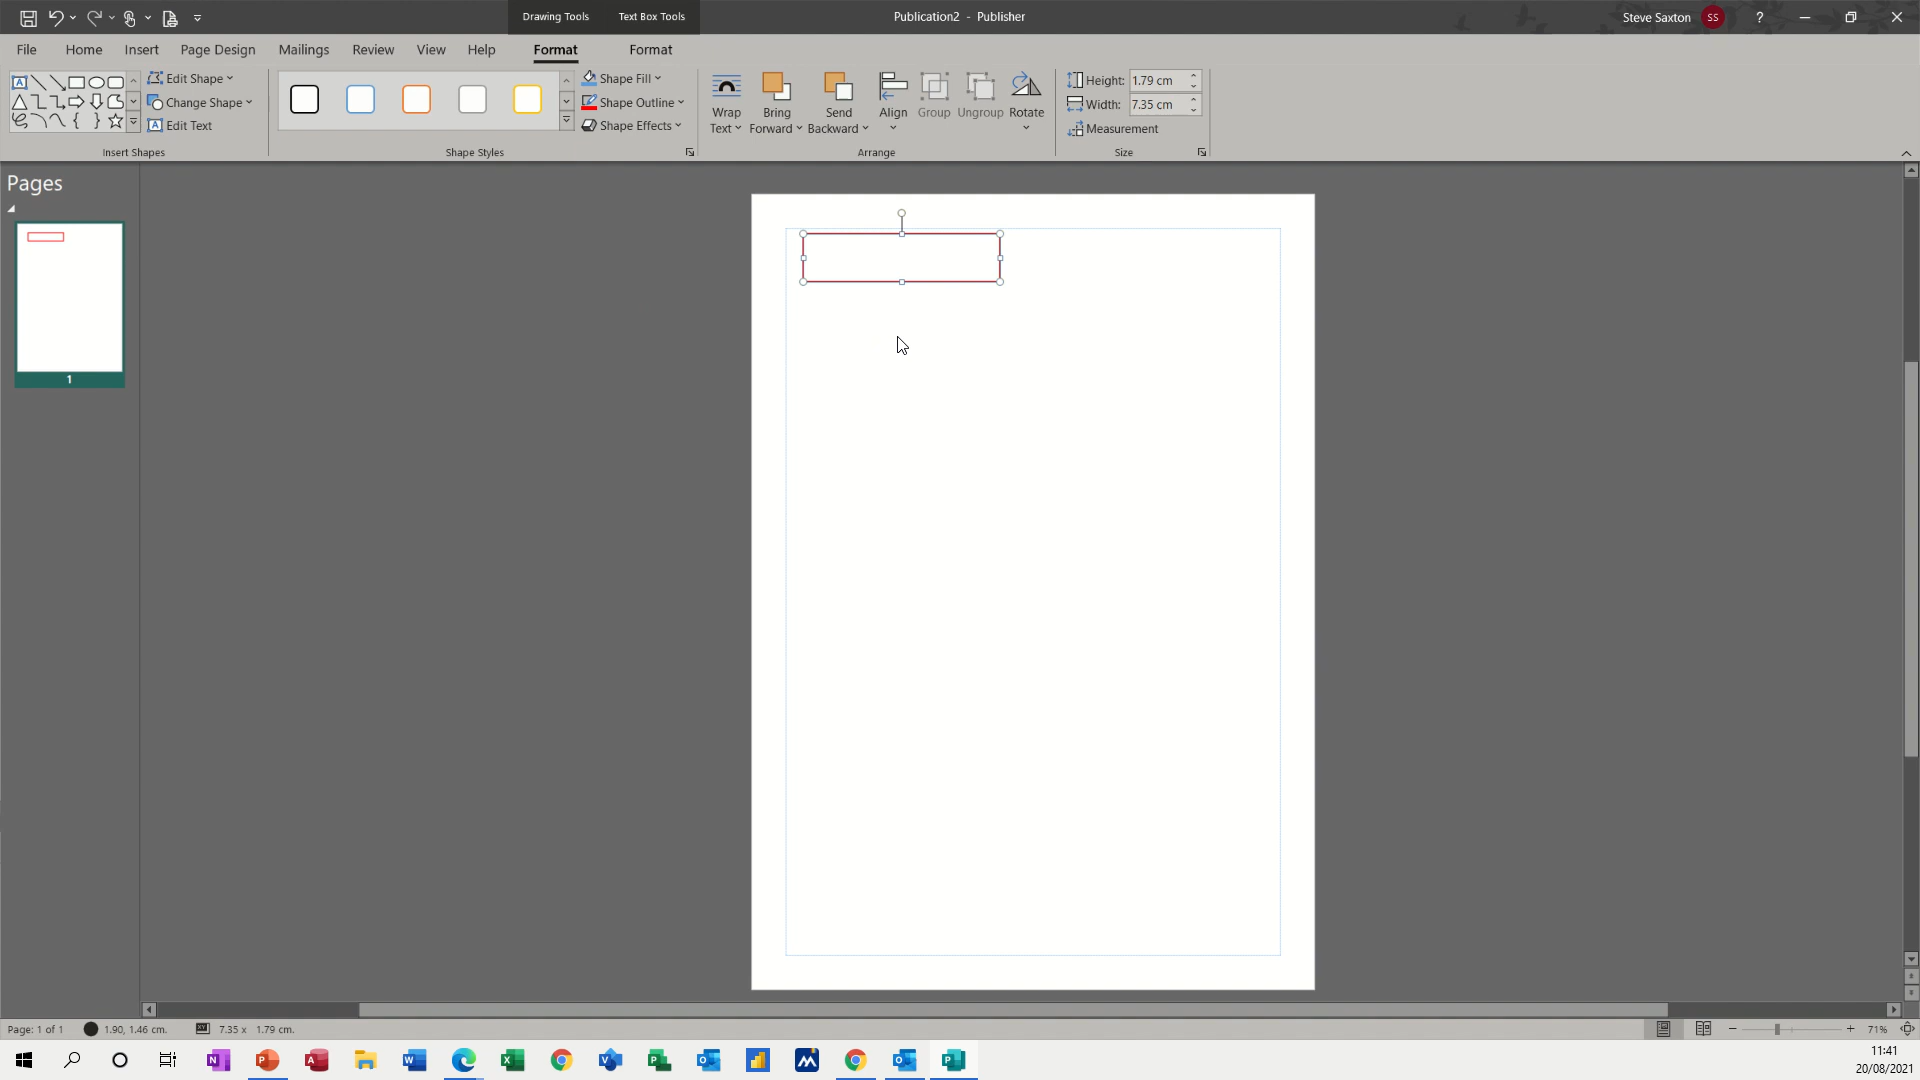 Drawing Tools
Text Box Tools
Publication2 - Publisher
Steve Saxton
SS
?
File
Home
Insert
Page Design
Mailings
Review
View
Help
Format
Format
Edit Shape
Change Shape
Edit Text
Insert Shapes
Shape Fill
Shape Outline
Shape Effects
Shape Styles
Wrap
Text
Bring
Forward
Send
Backward
Align
Group
Ungroup
Rotate
Arrange
Height: 1.79 cm
Width: 7.35 cm
Measurement
Size
Pages
1
Page: 1 of 1
1.90, 1.46 cm.
7.35 x 1.79 cm.
71%
11:41
20/08/2021